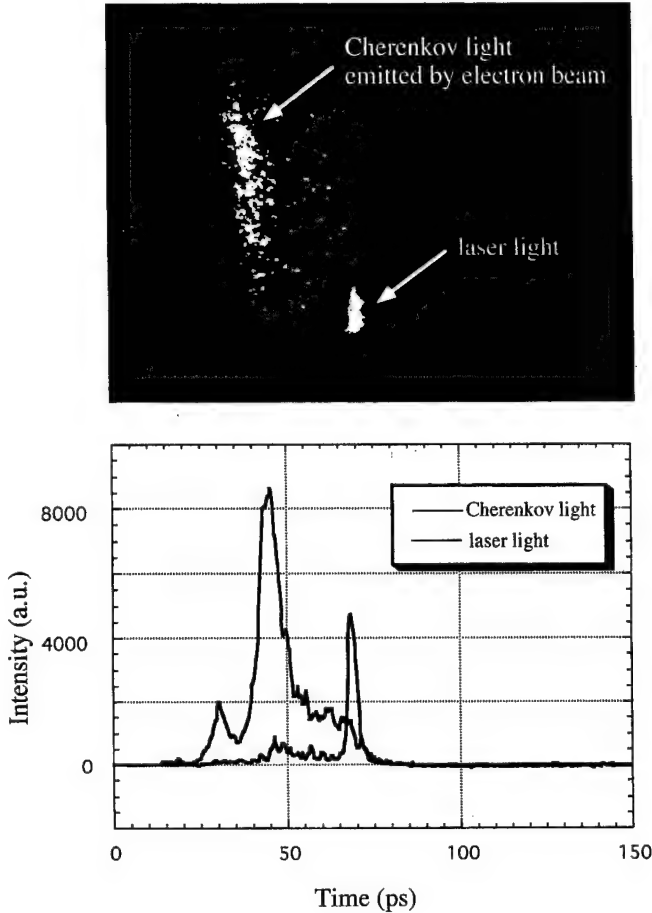 Cherenkov light
emitted by electron beam
laser light
8000
4000
0
Intensity (a.u.)
Cherenkov light
laser light
0
50
100
150
Time (ps)